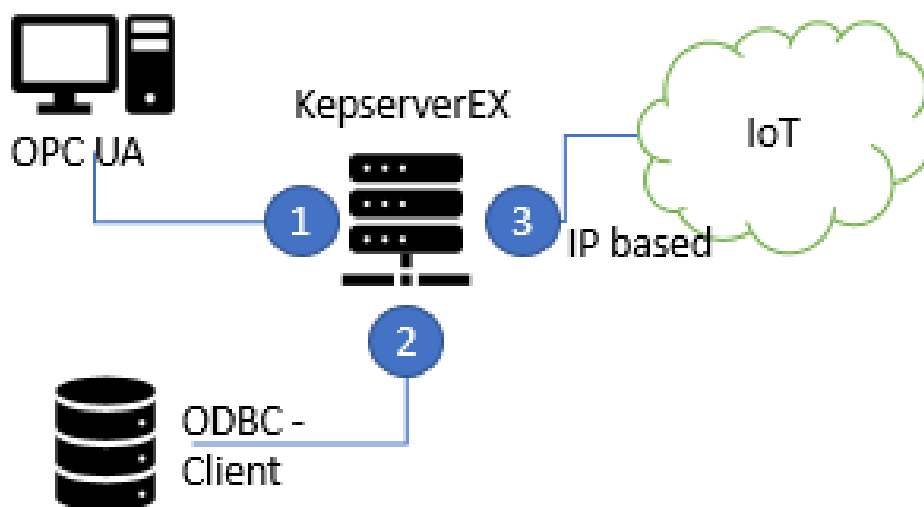 KepserverEX
OPC UA
IoT
1
3
IP based
2
ODBC -
Client